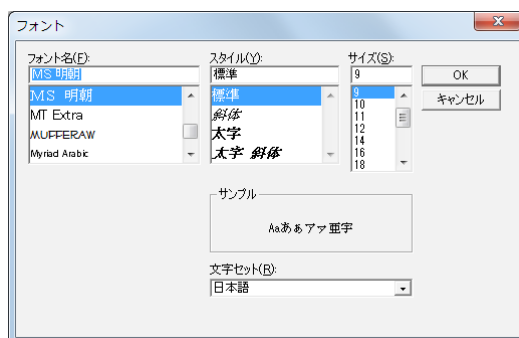 フォント
フォント名(F):
MS 明朝
MS 明朝
MT Extra
MUFFERAW
Myriad Arabic
スタイル(Y):
標準
標準
斜体
太字
太字 斜体
サイズ(S):
9
9
10
11
12
14
16
18
OK
キャンセル
サンプル
Aaあぁアァ亜宇
文字セット(R):
日本語